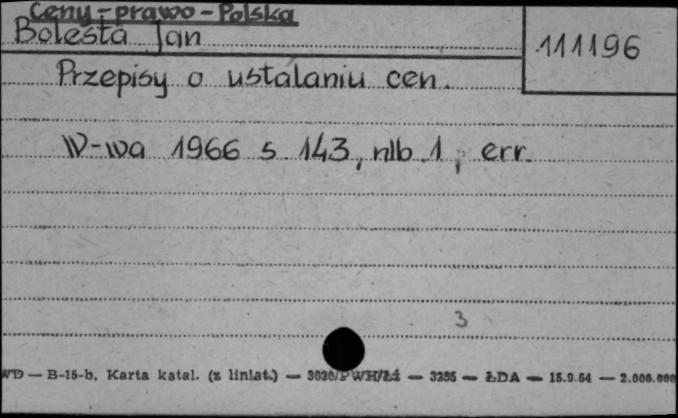 Ceny-prawo-Polska
Bolesta Jan
111196
Przepisy o ustalaniu cen.
W-wa 1966 s. 143, nlb. 1, err.
3
WD — B-15-b. Karta katal. (z liniat.) — 3020/PWH/Łź — 3255 — ŁDA — 15.9.64 — 2.000.000